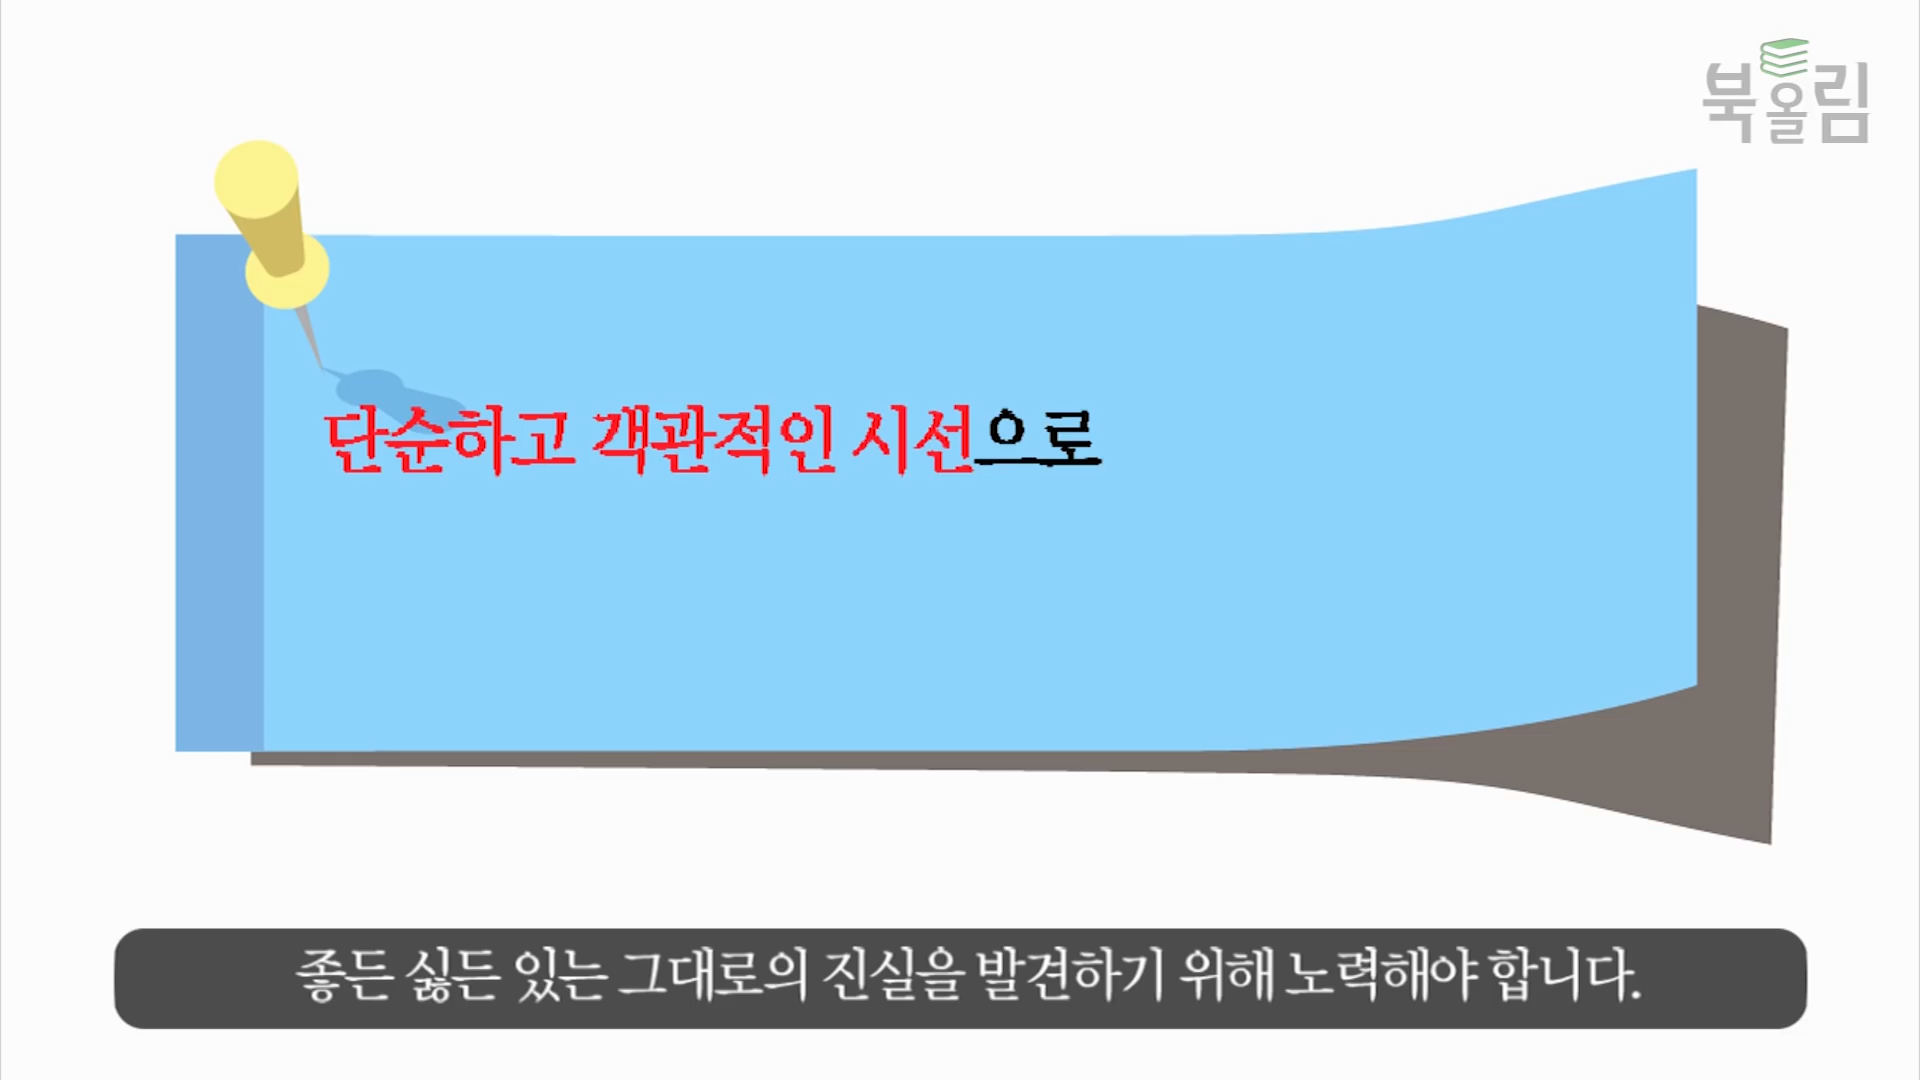 북올림
단순하고 객관적인 시선으로
좋든 싫든 있는 그대로의 진실을 발견하기 위해 노력해야 합니다.